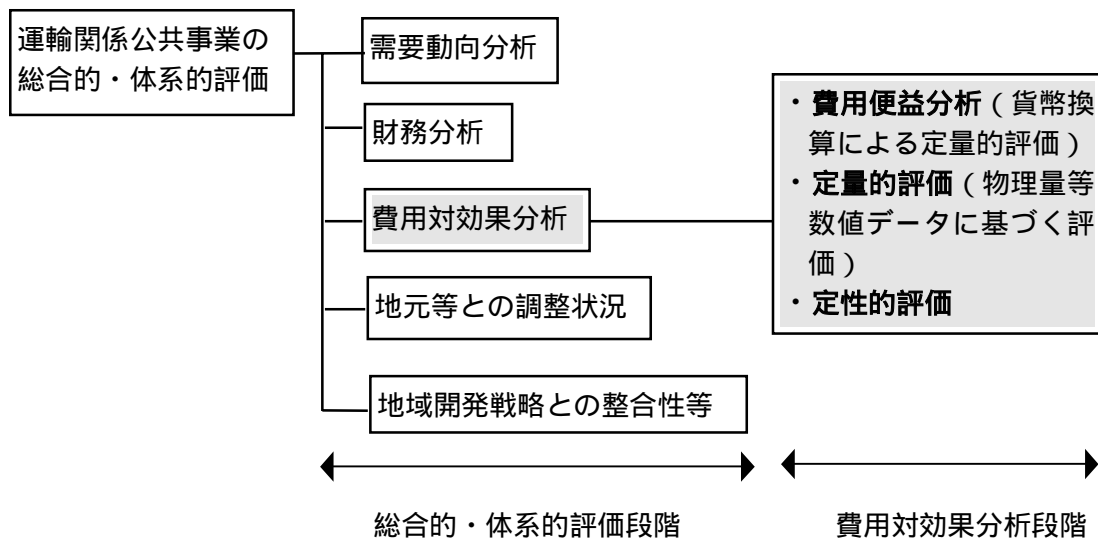 運輸関係公共事業の
総合的・体系的評価
需要動向分析
財務分析
費用対効果分析
地元等との調整状況
地域開発戦略との整合性等
・費用便益分析（貨幣換
算による定量的評価）
・定量的評価（物理量等
数値データに基づく評
価）
・定性的評価
総合的・体系的評価段階
費用対効果分析段階